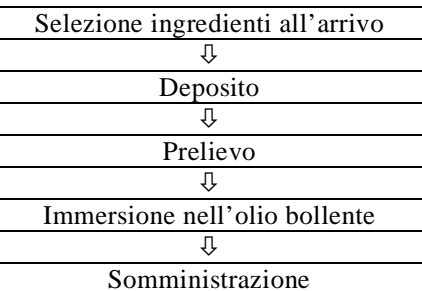 Selezione ingredienti all’arrivo
⇩
Deposito
⇩
Prelievo
⇩
Immersione nell’olio bollente
⇩
Somministrazione